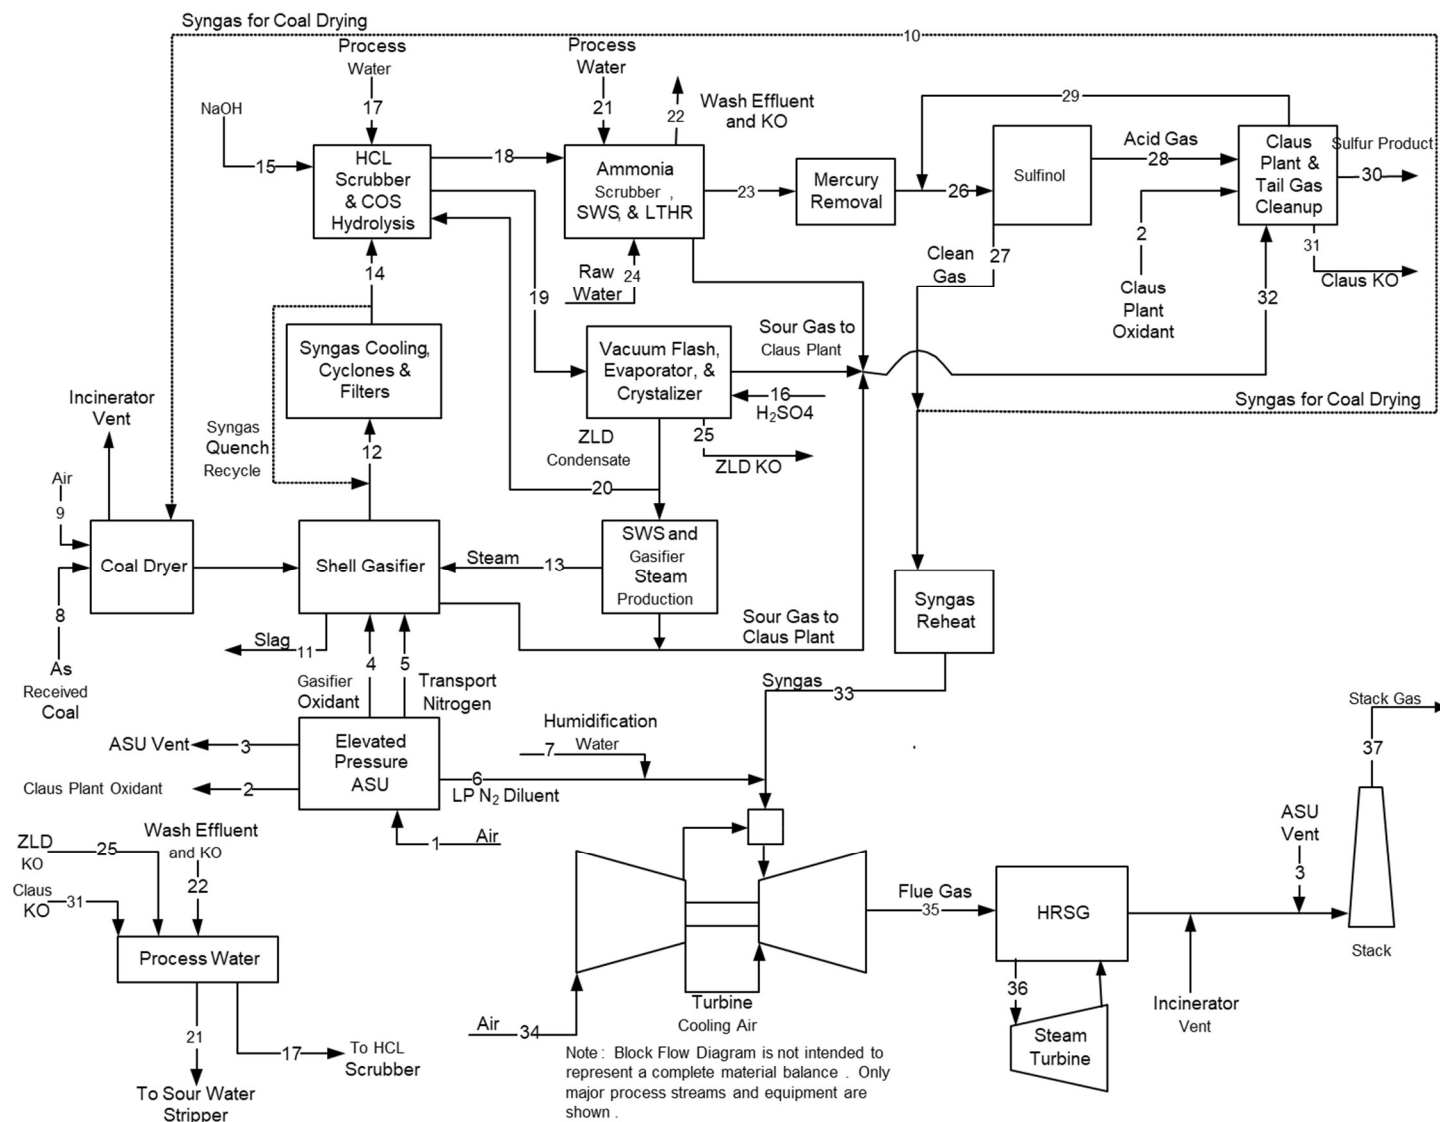 Syngas for Coal Drying
10
Process
Water
17
NaOH
15
HCL
Scrubber
& COS
Hydrolysis
18
Process
Water
21
22
Wash Effluent
and KO
Ammonia
Scrubber ,
SWS, & LTHR
23
Mercury
Removal
29
26
Sulfinol
Acid Gas
28
Claus
Plant &
Tail Gas
Cleanup
Sulfur Product
30
31
Claus KO
2
Claus
Plant
Oxidant
32
27
Clean
Gas
14
19
Raw
Water
24
Syngas Cooling,
Cyclones &
Filters
Vacuum Flash,
Evaporator, &
Crystalizer
Sour Gas to
Claus Plant
16
H2SO4
25
ZLD KO
Syngas for Coal Drying
Incinerator
Vent
Syngas
Quench
Recycle
12
ZLD
Condensate
20
Air
9
Coal Dryer
Shell Gasifier
Steam
13
SWS and
Gasifier
Steam
Production
Syngas
Reheat
8
As
Received
Coal
Slag
11
4
5
Gasifier
Oxidant
Transport
Nitrogen
Sour Gas to
Claus Plant
Syngas
33
ASU Vent
3
Claus Plant Oxidant
2
Elevated
Pressure
ASU
Humidification
7
Water
6
LP N2 Diluent
1
Air
Stack Gas
37
ZLD
KO
25
Wash Effluent
and KO
22
Claus
KO
31
Process Water
21
17
To HCL
Scrubber
To Sour Water
Stripper
Flue Gas
35
HRSG
ASU
Vent
3
Stack
36
Steam
Turbine
Incinerator
Vent
Air
34
Turbine
Cooling Air
Note : Block Flow Diagram is not intended to
represent a complete material balance . Only
major process streams and equipment are
shown .